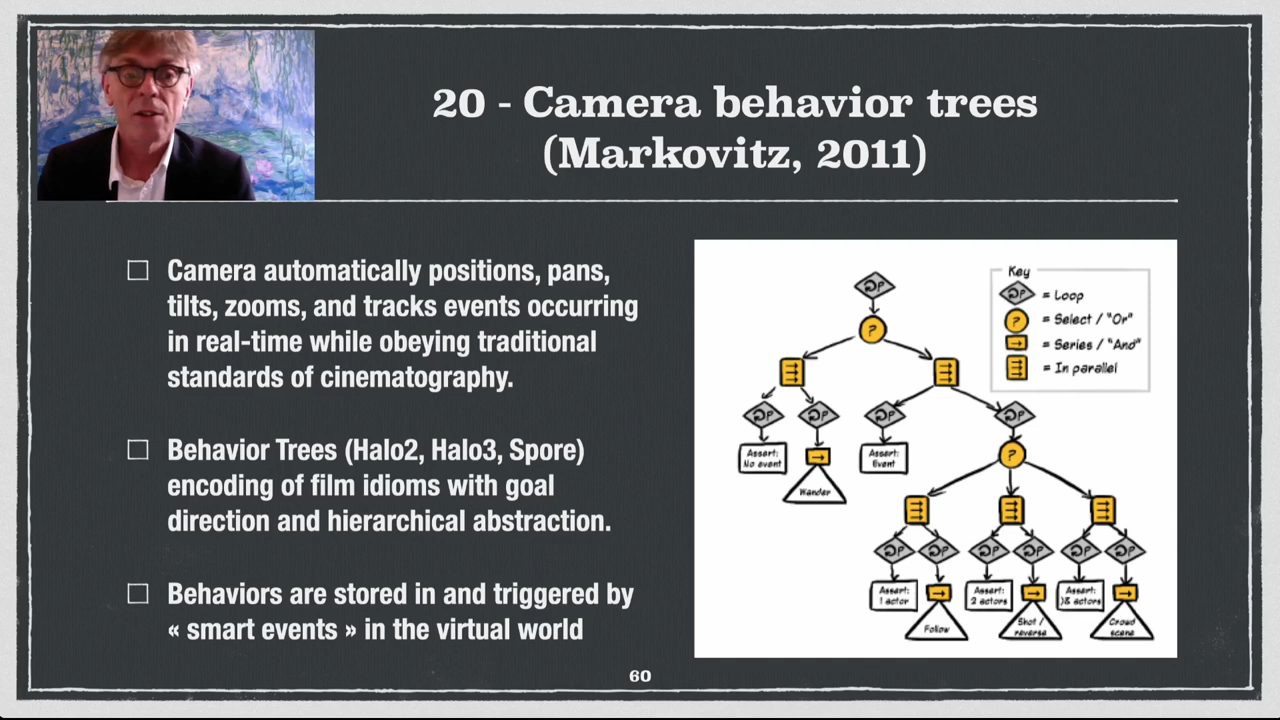 20 - Camera behavior trees
(Markovitz, 2011)
Camera automatically positions, pans,
tilts, zooms, and tracks events occurring
in real-time while obeying traditional
standards of cinematography.
Behavior Trees (Halo2, Halo3, Spore)
encoding of film idioms with goal
direction and hierarchical abstraction.
Behaviors are stored in and triggered by
« smart events » in the virtual world
Key
= Loop
? = Select / "Or"
= Series / "And"
= In parallel
?
Assert:
No event
Wander
Assert:
Event
?
Assert:
1 actor
Follow
Assert:
2 actors
Shot /
reverse
Assert:
actors
Crowd
scene
60